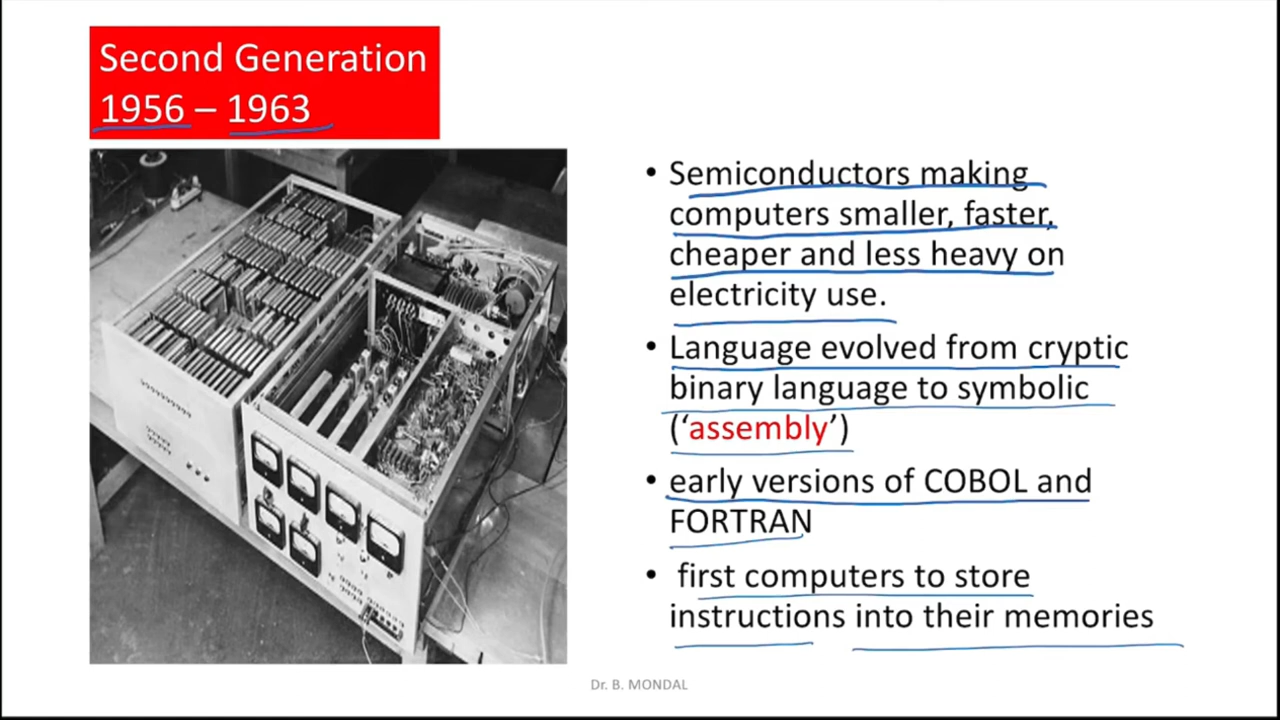 Second Generation
1956 – 1963
• Semiconductors making
computers smaller, faster,
cheaper and less heavy on
electricity use.
• Language evolved from cryptic
binary language to symbolic
(‘assembly’)
• early versions of COBOL and
FORTRAN
• first computers to store
instructions into their memories
Dr. B. MONDAL